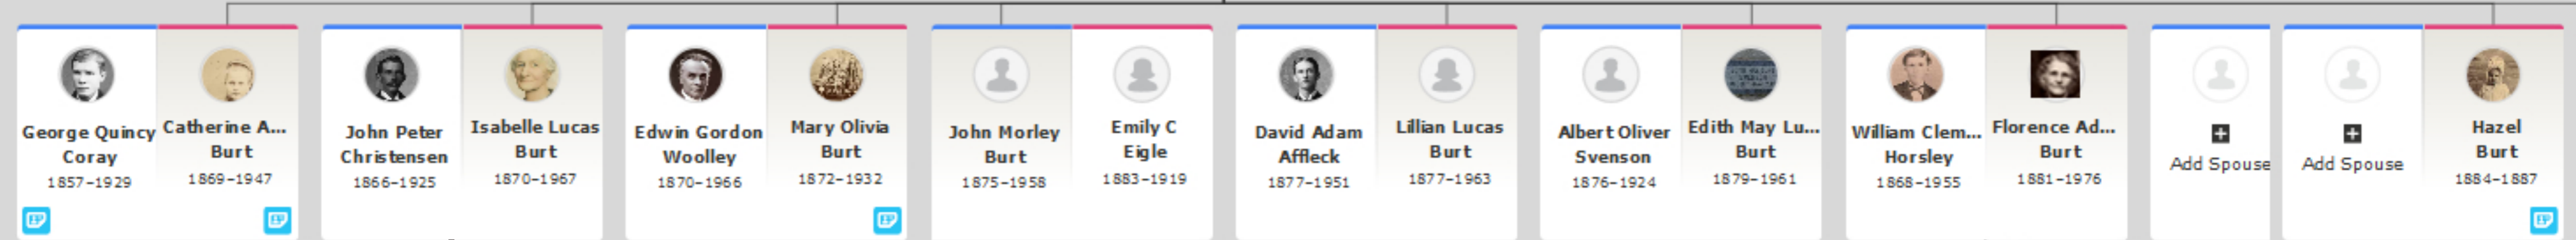 George Quincy
Coray
1857-1929
Catherine A...
Burt
1869-1947
John Peter
Christensen
1866-1925
Isabelle Lucas
Burt
1870-1967
Edwin Gordon
Woolley
1870-1966
Mary Olivia
Burt
1872-1932
John Morley
Burt
1875-1958
Emily C
Eigle
1883-1919
David Adam
Affleck
1877-1951
Lillian Lucas
Burt
1877-1963
Albert Oliver
Svenson
1876-1924
Edith May Lu...
Burt
1879-1961
William Clem...
Horsley
1868-1955
Florence Ad...
Burt
1881-1976
Add Spouse
Add Spouse
Hazel
Burt
1884-1887